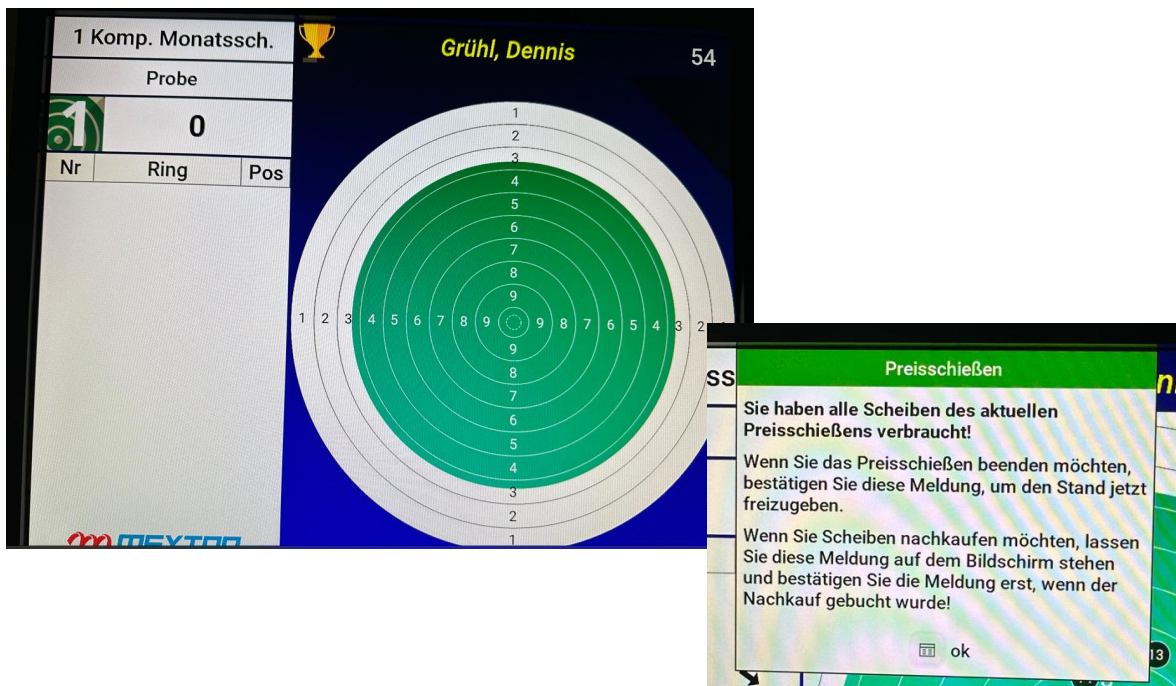 1 Komp. Monatssch.
Probe
1 0
Nr Ring Pos
Grühl, Dennis
54
1
2
3
4
5
6
7
8
9
1 2 3 4 5 6 7 8 9 9 8 7 6 5 4 3 2
9
8
7
6
5
4
3
2
1
MEYTON
ss
Preisschießen
Sie haben alle Scheiben des aktuellen
Preisschießens verbraucht!
Wenn Sie das Preisschießen beenden möchten,
bestätigen Sie diese Meldung, um den Stand jetzt
freizugeben.
Wenn Sie Scheiben nachkaufen möchten, lassen
Sie diese Meldung auf dem Bildschirm stehen
und bestätigen Sie die Meldung erst, wenn der
Nachkauf gebucht wurde!
ok
n
13